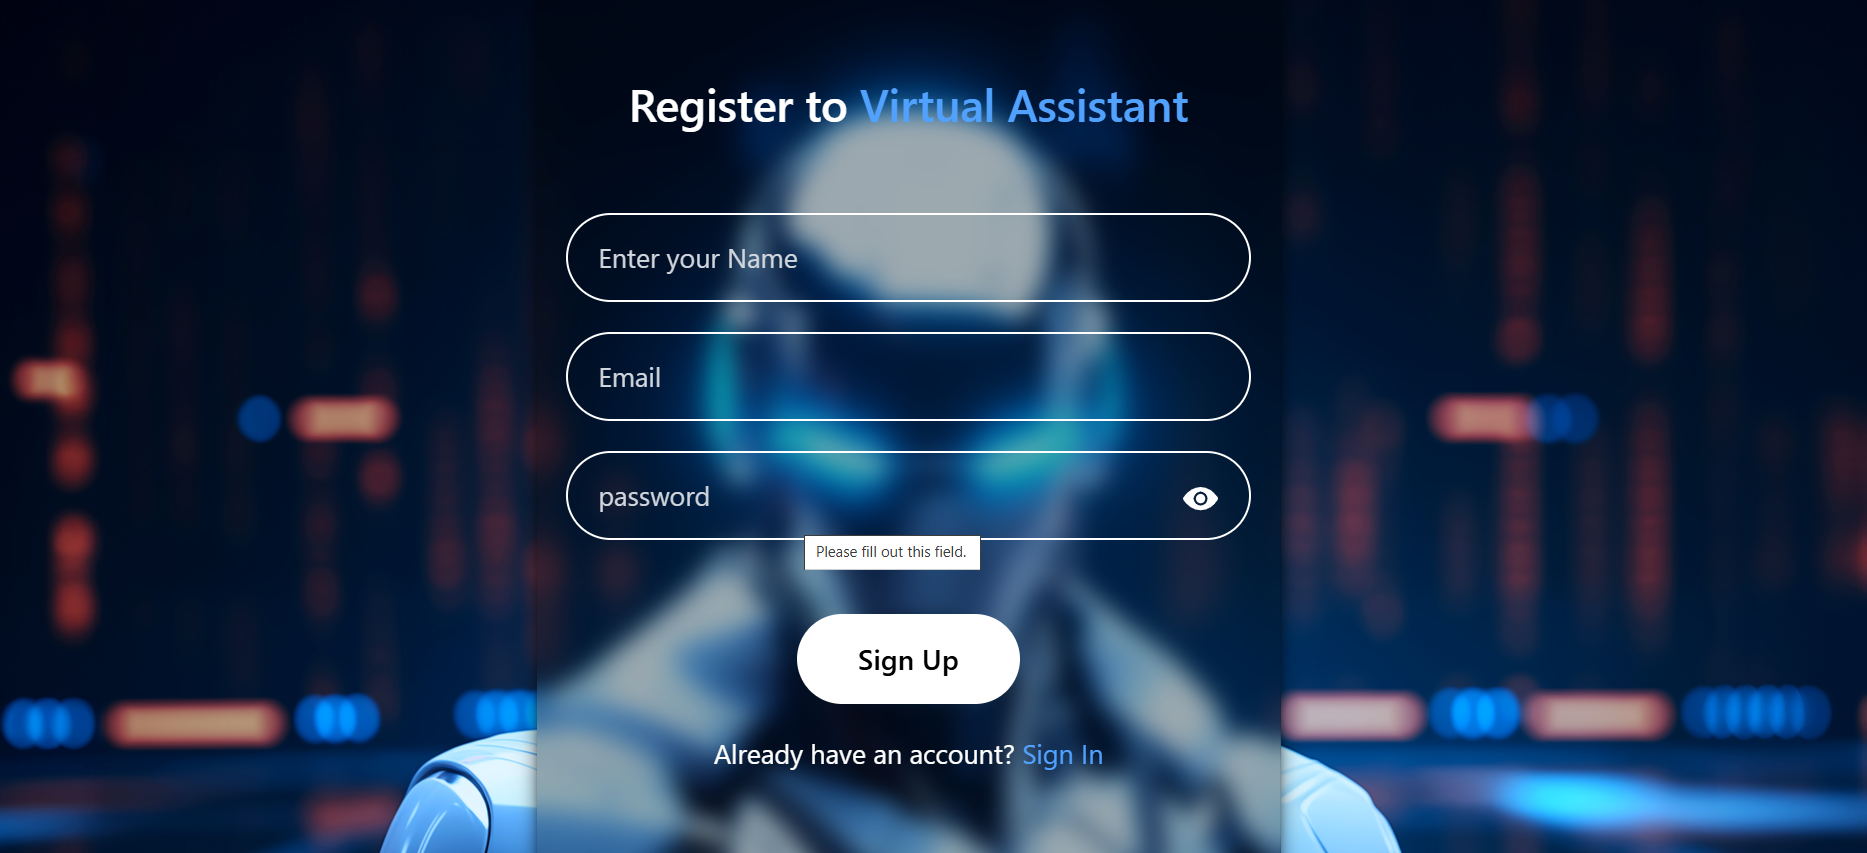 Register to Virtual Assistant
Enter your Name
Email
password
Please fill out this field.
Sign Up
Already have an account? Sign In